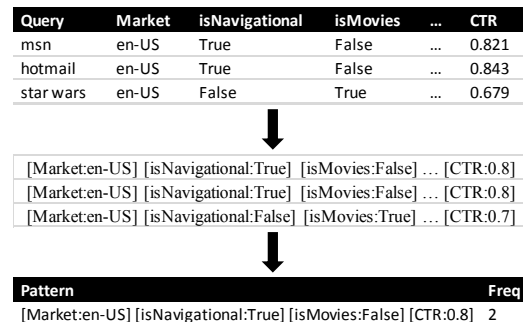 Query Market isNavigational isMovies ... CTR
msn en-US True False ... 0.821
hotmail en-US True False ... 0.843
star wars en-US False True ... 0.679
[Market:en-US] [isNavigational:True] [isMovies:False] … [CTR:0.8]
[Market:en-US] [isNavigational:True] [isMovies:False] … [CTR:0.8]
[Market:en-US] [isNavigational:False] [isMovies:True] … [CTR:0.7]
Pattern Freq
[Market:en-US] [isNavigational:True] [isMovies:False] [CTR:0.8] 2